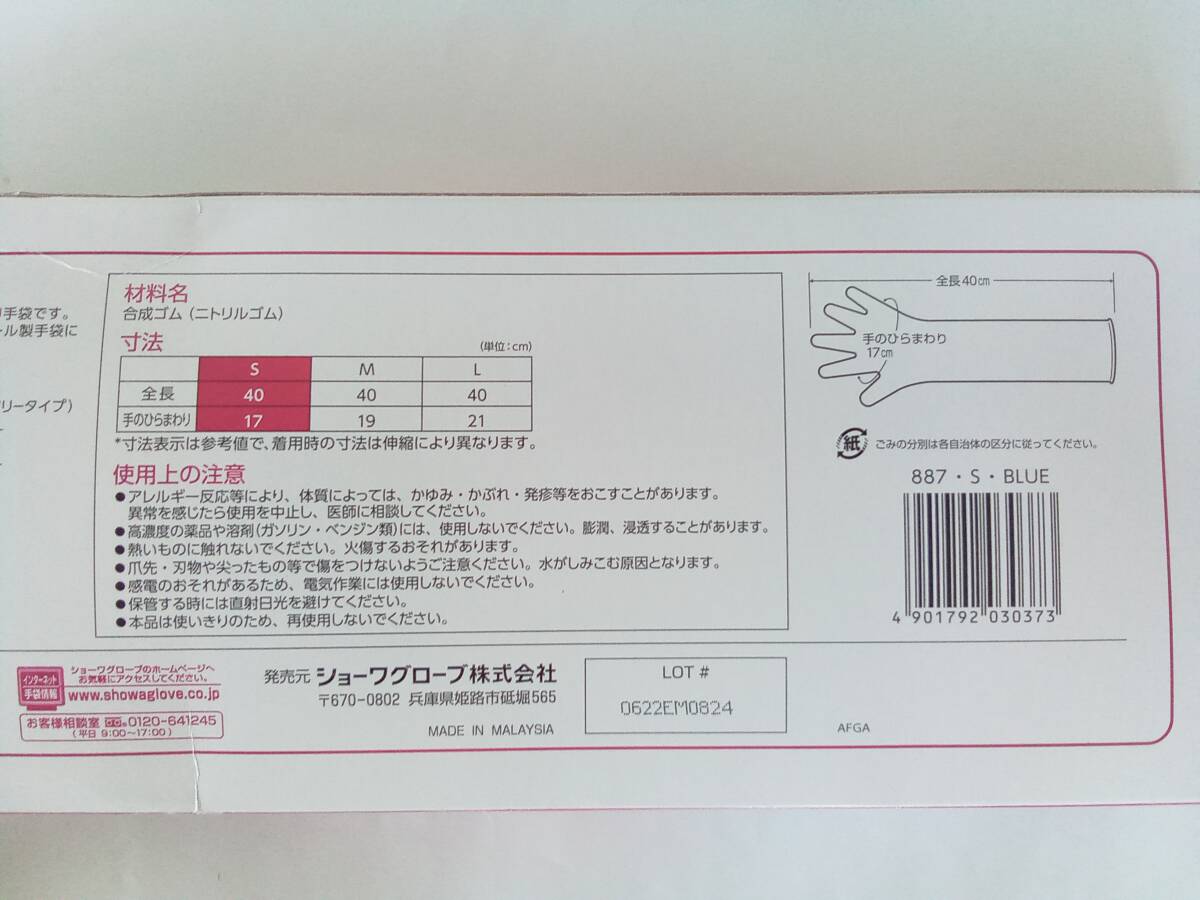 手袋です。
ール製手袋に
リータイプ)
材料名
合成ゴム(ニトリルゴム)
寸法
(単位:cm)
S M L
全長 40 40 40
手のひらまわり 17 19 21
*寸法表示は参考値で、着用時の寸法は伸縮により異なります。
使用上の注意
●アレルギー反応等により、体質によっては、かゆみ・かぶれ・発疹等をおこすことがあります。
異常を感じたら使用を中止し、医師に相談してください。
●高濃度の薬品や溶剤(ガソリン・ベンジン類)には、使用しないでください。膨潤、浸透することがあります。
●熱いものに触れないでください。火傷するおそれがあります。
●爪先・刃物や尖ったもの等で傷をつけないようご注意ください。水がしみこむ原因となります。
●感電のおそれがあるため、電気作業には使用しないでください。
●保管する時には直射日光を避けてください。
●本品は使いきりのため、再使用しないでください。
全長40cm
手のひらまわり
17cm
紙
ごみの分別は各自治体の区分に従ってください。
887・S・BLUE
4 901792 030373
インターネット
手袋情報
ショーワグローブのホームページへ
お気軽にアクセスしてください。
www.showaglove.co.jp
お客様相談室 0120-641245
(平日 9:00〜17:00)
発売元 ショーワグローブ株式会社
〒670-0802 兵庫県姫路市砥堀565
MADE IN MALAYSIA
LOT #
0622EM0824
AFGA